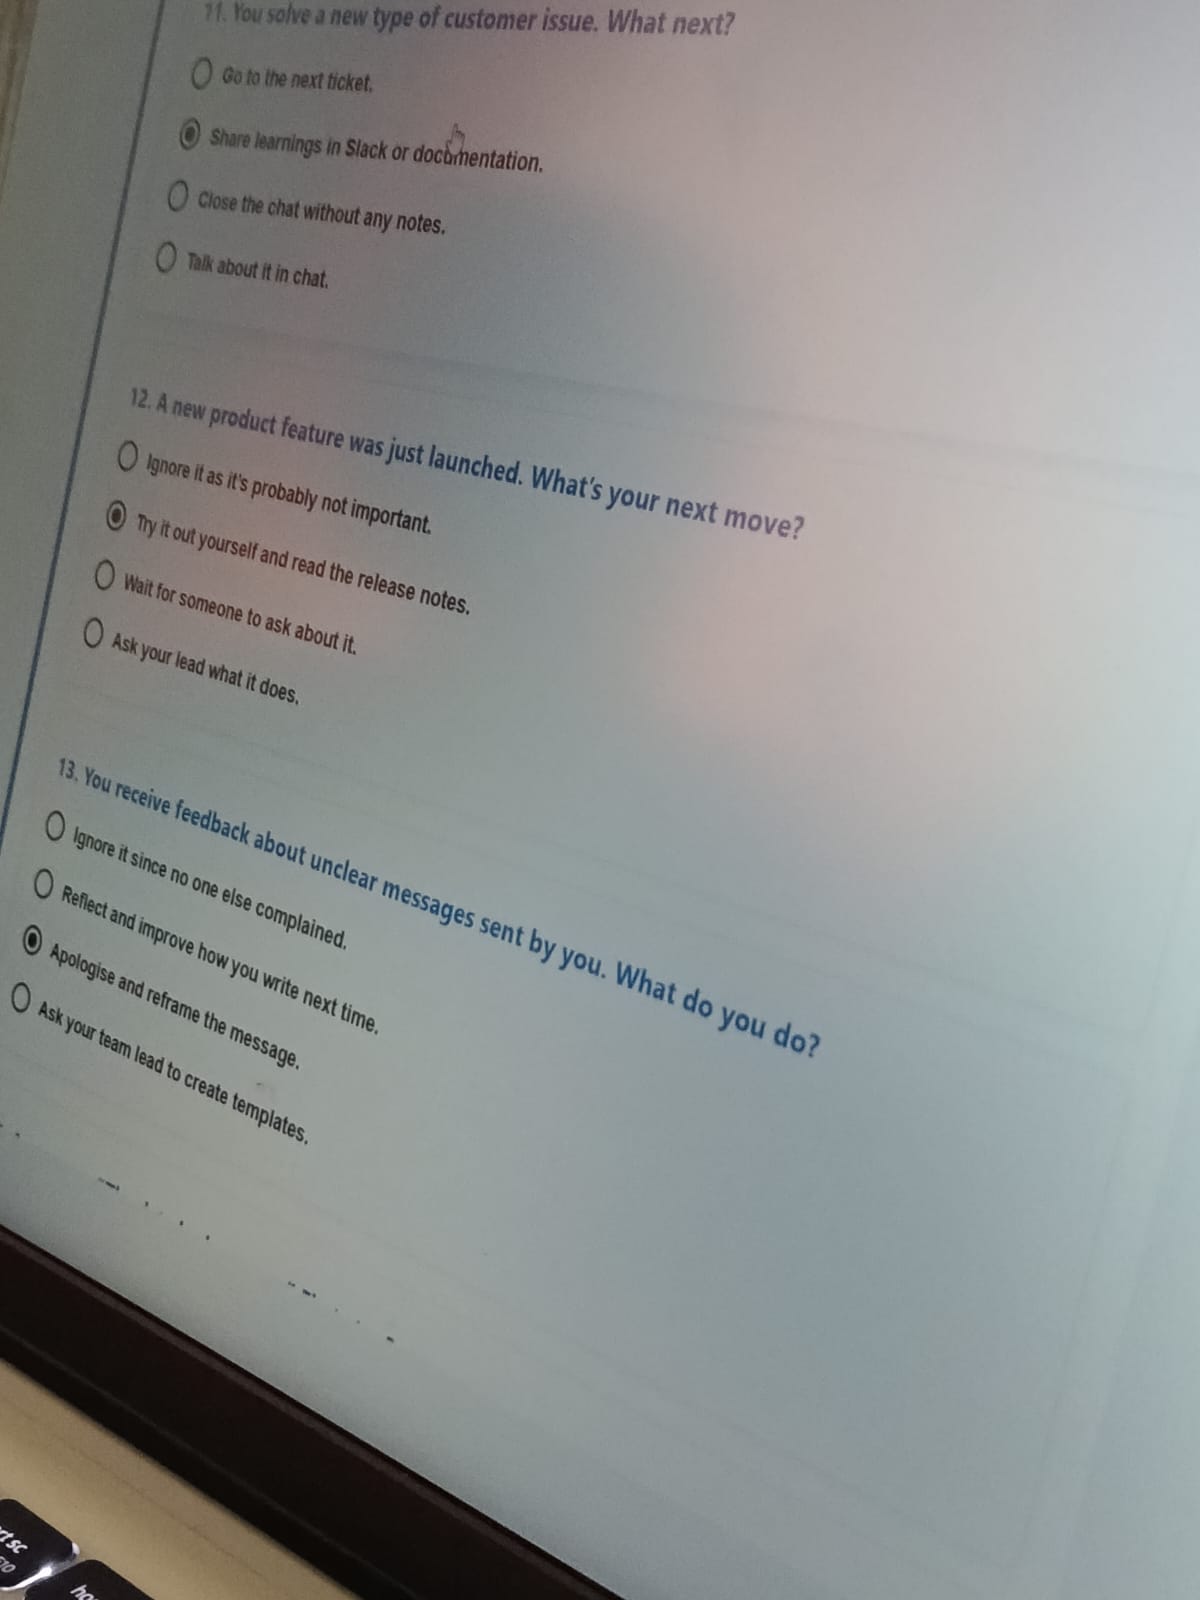 11. You solve a new type of customer issue. What next?
Go to the next ticket.
Share learnings in Slack or documentation.
Close the chat without any notes.
Talk about it in chat.
12. A new product feature was just launched. What's your next move?
Ignore it as it's probably not important.
Try it out yourself and read the release notes.
Wait for someone to ask about it.
Ask your lead what it does.
13. You receive feedback about unclear messages sent by you. What do you do?
Ignore it since no one else complained.
Reflect and improve how you write next time.
Apologise and reframe the message.
Ask your team lead to create templates.